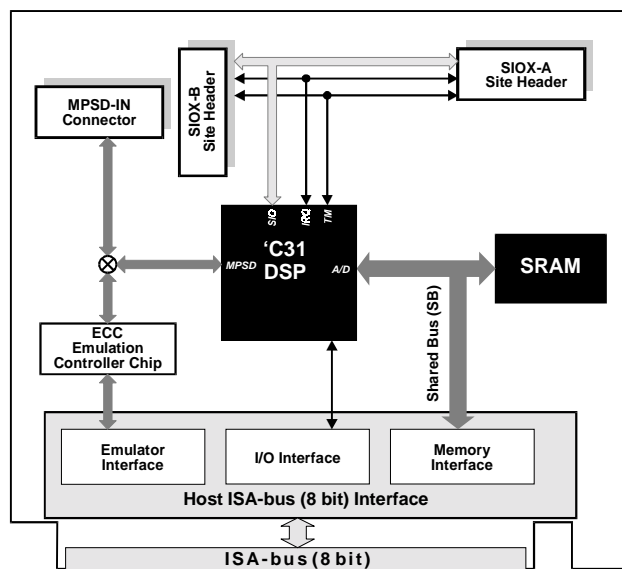 SIOX-B
Site Header
SIOX-A
Site Header
MPSD-IN
Connector
SIO
IRQ
TM
'C31
DSP
MPSD
A/D
SRAM
Shared Bus (SB)
ECC
Emulation
Controller Chip
Emulator
Interface
I/O Interface
Memory
Interface
Host ISA-bus (8 bit) Interface
ISA-bus (8 bit)